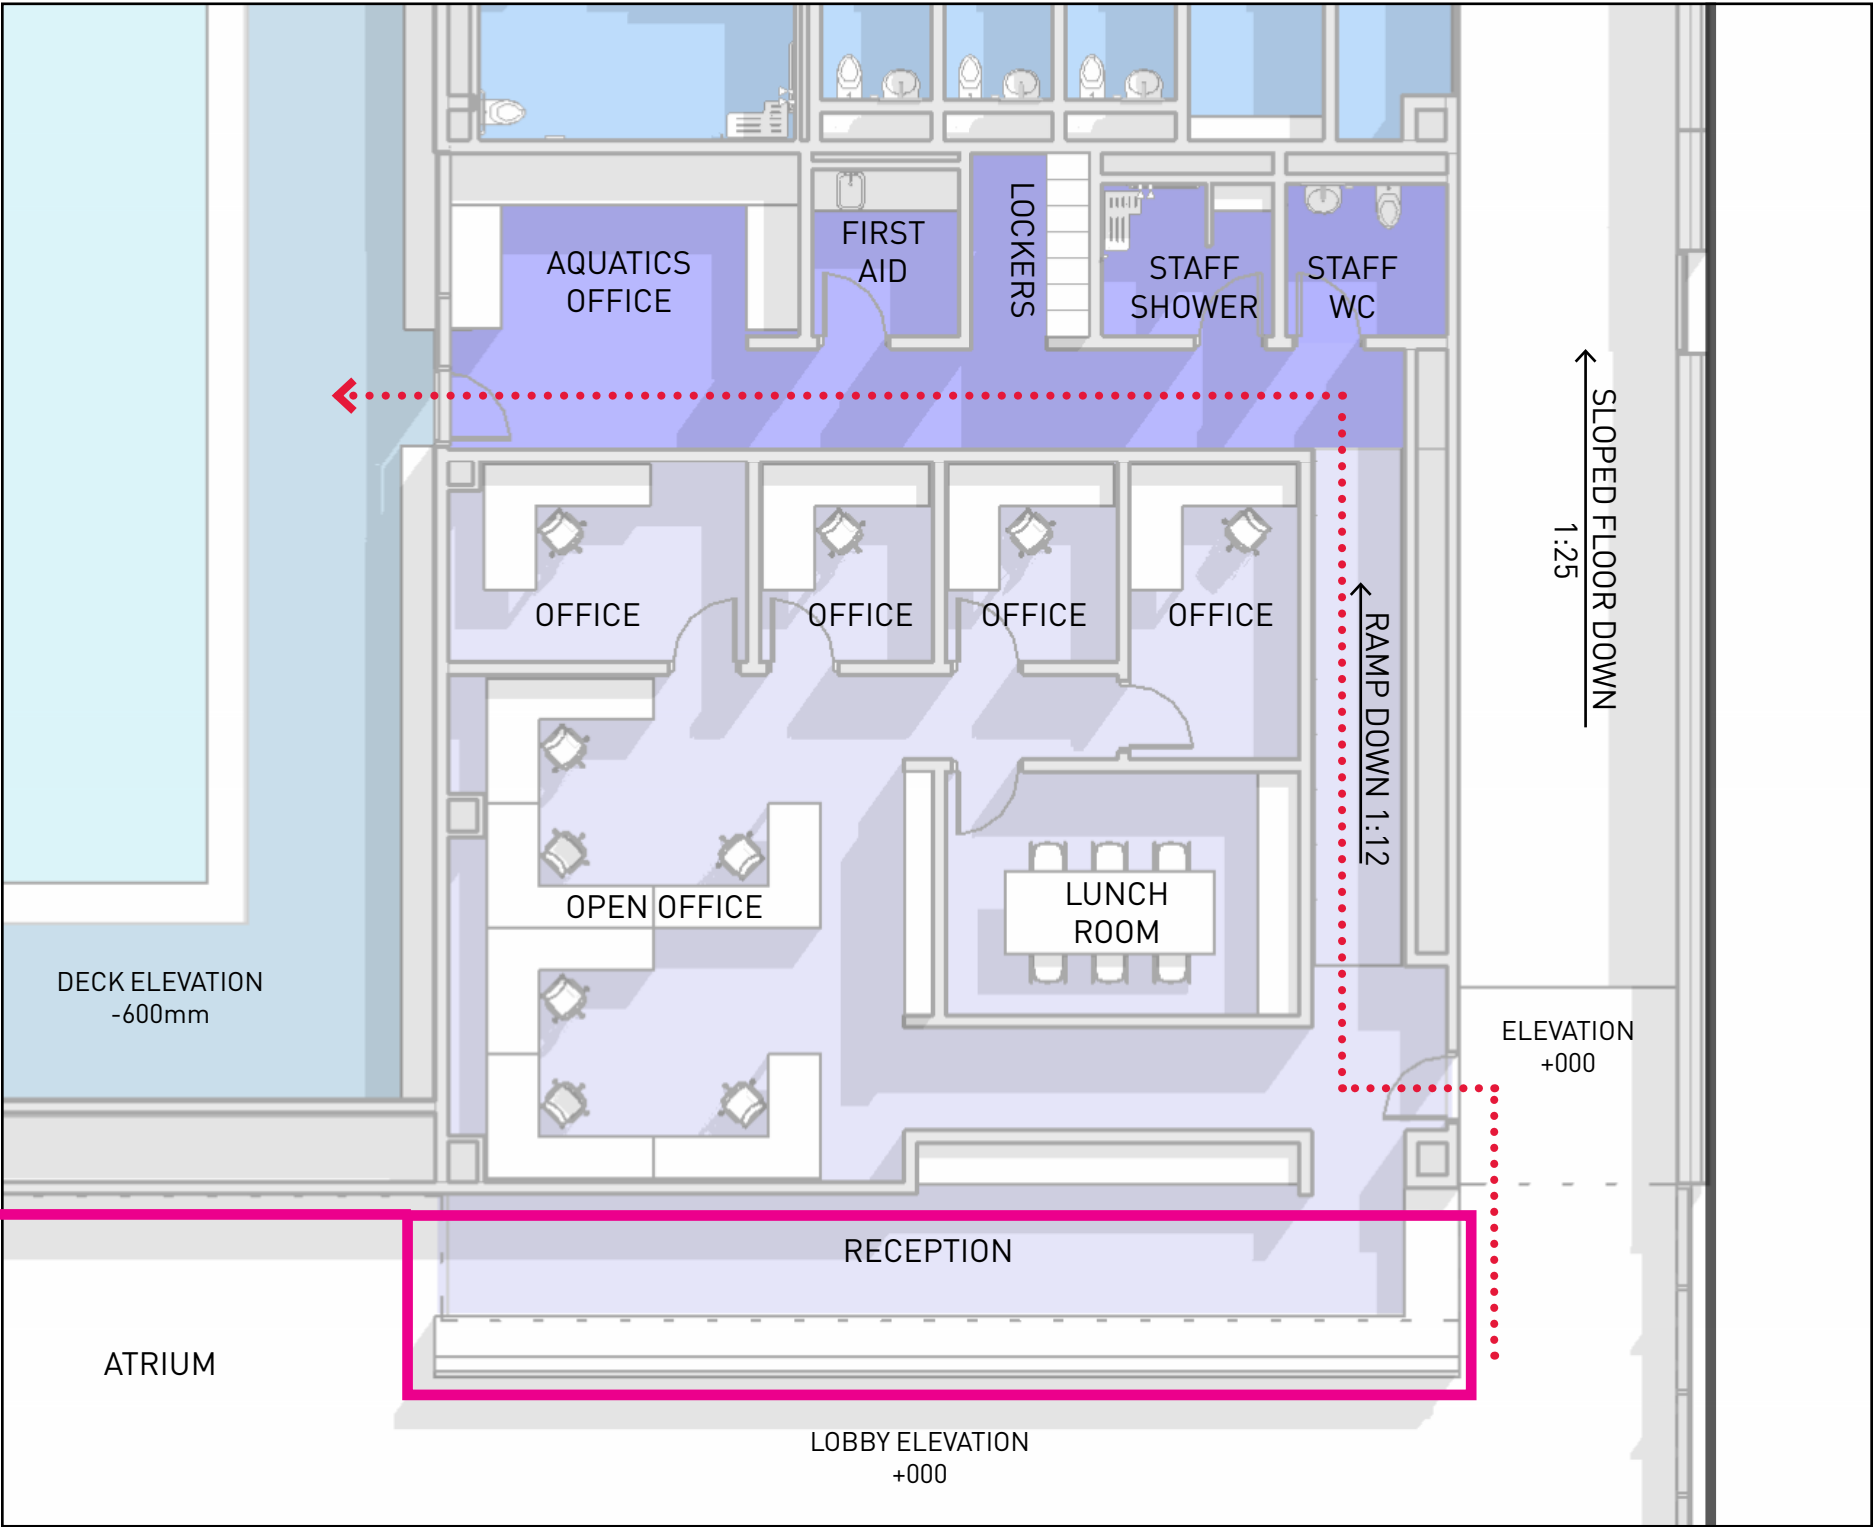 LOCKERS
FIRST
AID
AQUATICS
OFFICE
STAFF
SHOWER
STAFF
WC
SLOPED FLOOR DOWN
1:25
OFFICE
OFFICE
OFFICE
OFFICE
RAMP DOWN 1:12
OPEN OFFICE
LUNCH
ROOM
DECK ELEVATION
-600mm
ELEVATION
+000
RECEPTION
ATRIUM
LOBBY ELEVATION
+000